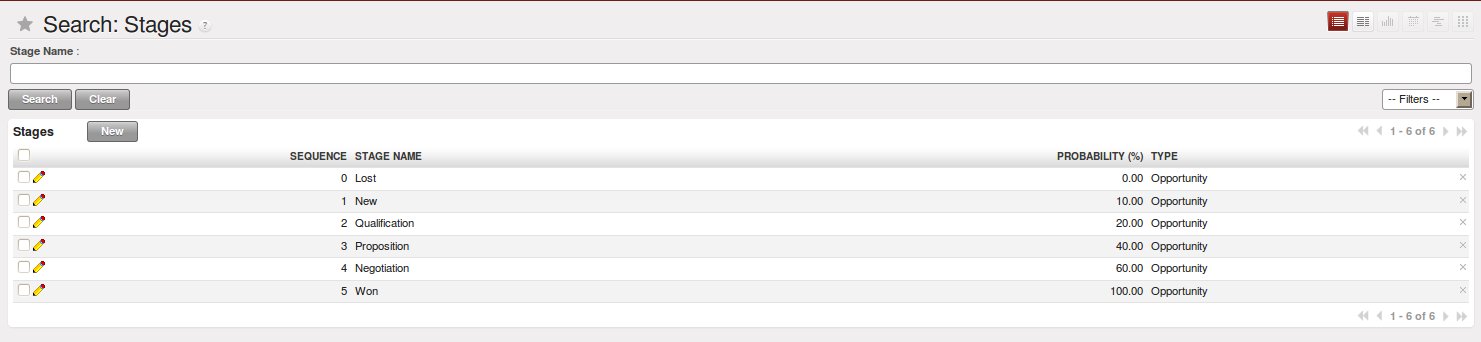 Search: Stages ?
Stage Name :
Search Clear -- Filters --
Stages New 1 - 6 of 6
SEQUENCE STAGE NAME PROBABILITY (%) TYPE
0 Lost 0.00 Opportunity
1 New 10.00 Opportunity
2 Qualification 20.00 Opportunity
3 Proposition 40.00 Opportunity
4 Negotiation 60.00 Opportunity
5 Won 100.00 Opportunity
1 - 6 of 6